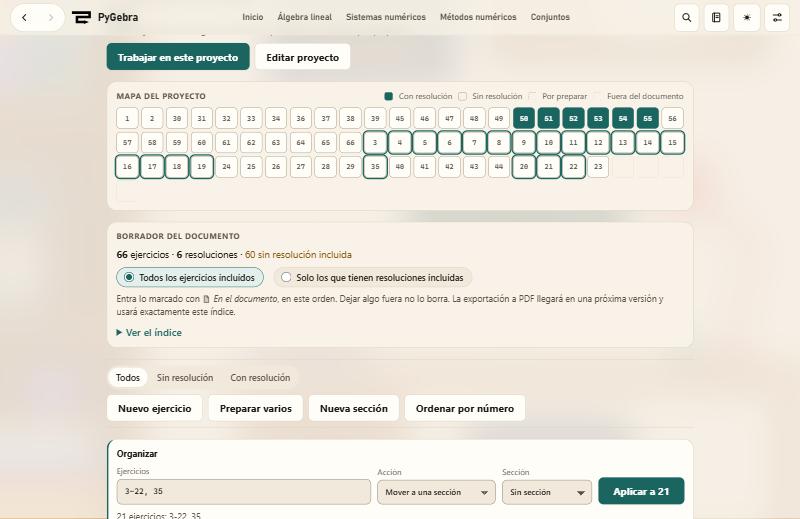 PyGebra
Inicio Álgebra lineal Sistemas numéricos Métodos numéricos Conjuntos
Trabajar en este proyecto Editar proyecto
MAPA DEL PROYECTO Con resolución Sin resolución Por preparar Fuera del documento
1 2 30 31 32 33 34 36 37 38 39 45 46 47 48 49 50 51 52 53 54 55 56
57 58 59 60 61 62 63 64 65 66 3 4 5 6 7 8 9 10 11 12 13 14 15
16 17 18 19 24 25 26 27 28 29 35 40 41 42 43 44 20 21 22 23
BORRADOR DEL DOCUMENTO
66 ejercicios · 6 resoluciones · 60 sin resolución incluida
Todos los ejercicios incluidos Solo los que tienen resoluciones incluidas
Entra lo marcado con En el documento, en este orden. Dejar algo fuera no lo borra. La exportación a PDF llegará en una próxima versión y
usará exactamente este índice.
Ver el índice
Todos Sin resolución Con resolución
Nuevo ejercicio Preparar varios Nueva sección Ordenar por número
Organizar
Ejercicios Acción Sección
3–22, 35 Mover a una sección Sin sección Aplicar a 21
21 ejercicios: 3-22, 35